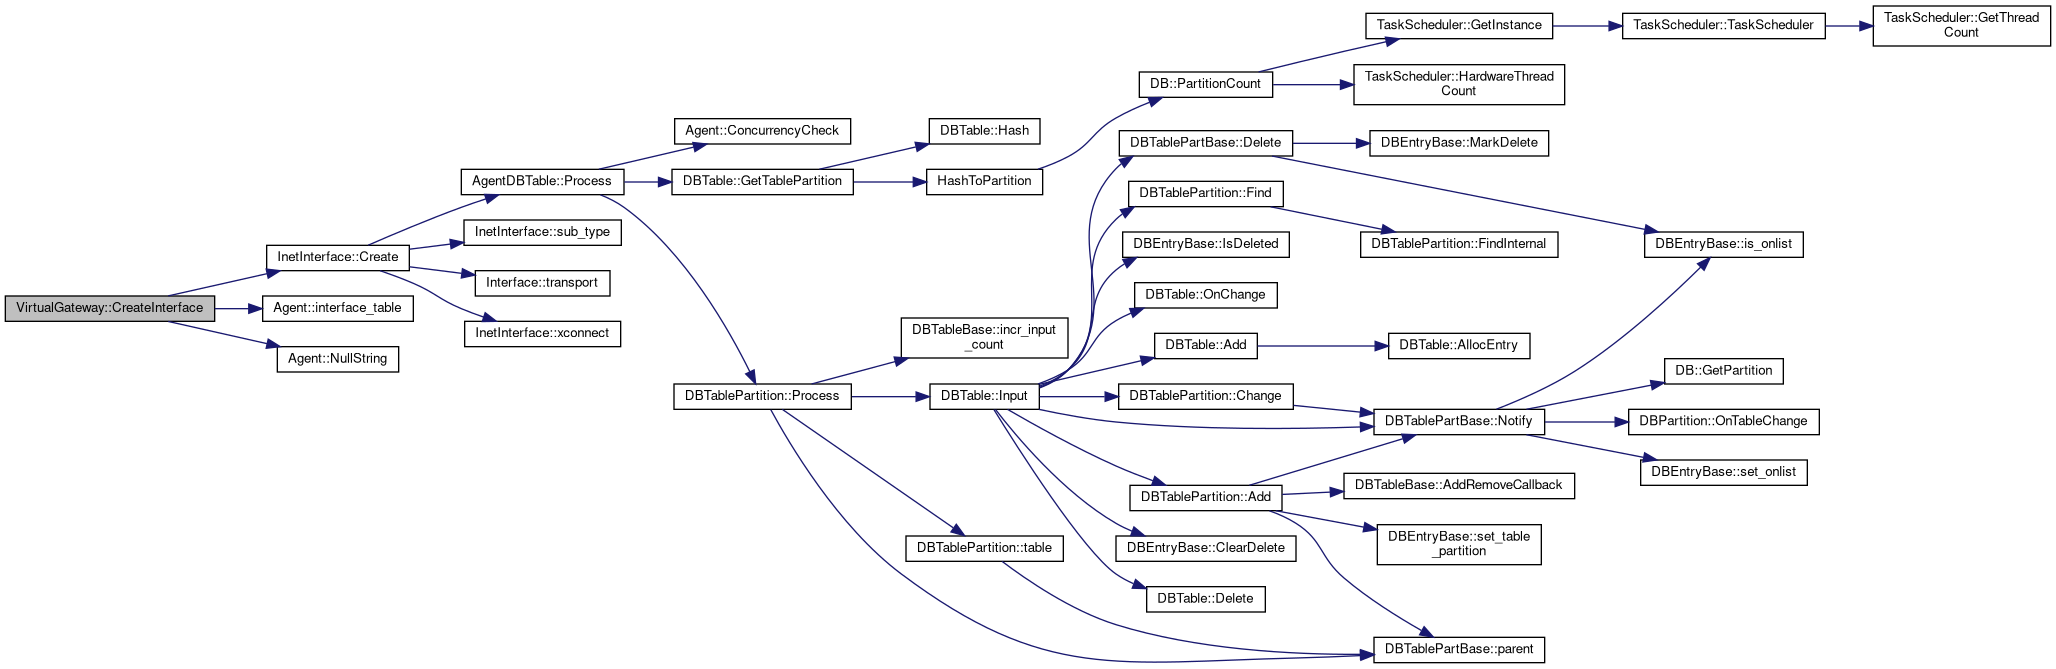 VirtualGateway::CreateInterface
InetInterface::Create
Agent::interface_table
Agent::NullString
AgentDBTable::Process
InetInterface::sub_type
Interface::transport
InetInterface::xconnect
Agent::ConcurrencyCheck
DBTable::GetTablePartition
DBTablePartition::Process
DBTable::Hash
HashToPartition
DBTableBase::incr_input
_count
DBTable::Input
DBTablePartition::table
DB::PartitionCount
DBTablePartBase::Delete
DBTablePartition::Find
DBEntryBase::IsDeleted
DBTable::OnChange
DBTable::Add
DBTablePartition::Change
DBTablePartition::Add
DBEntryBase::ClearDelete
DBTable::Delete
TaskScheduler::GetInstance
TaskScheduler::HardwareThread
Count
DBEntryBase::MarkDelete
DBTablePartition::FindInternal
DBTable::AllocEntry
DBTablePartBase::Notify
DBTableBase::AddRemoveCallback
DBEntryBase::set_table
_partition
DBTablePartBase::parent
TaskScheduler::TaskScheduler
DBEntryBase::is_onlist
DB::GetPartition
DBPartition::OnTableChange
DBEntryBase::set_onlist
TaskScheduler::GetThread
Count